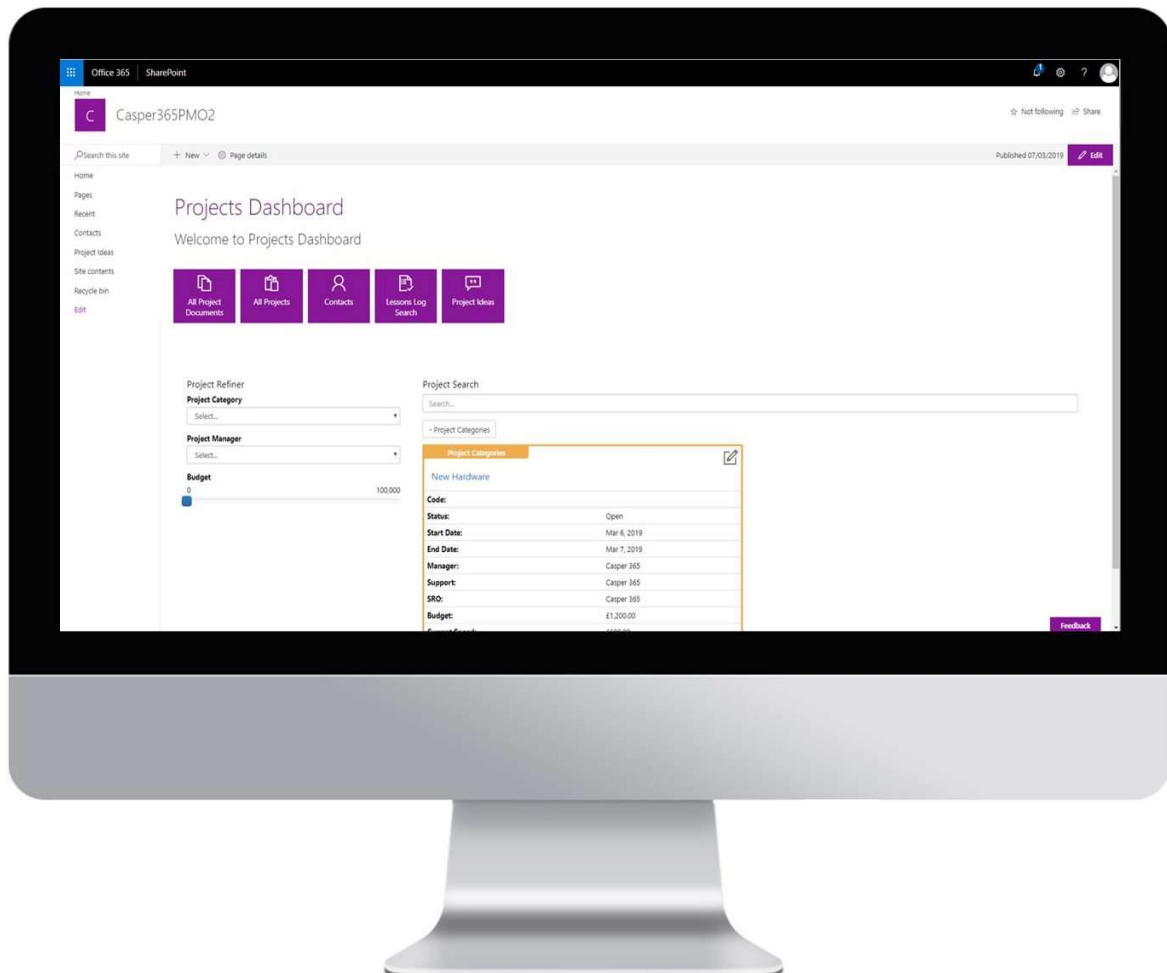 Office 365 SharePoint
1
?
Home
C Casper365PMO2
Not following Share
Search this site
+ New Page details
Published 07/03/2019 Edit
Home
Pages
Recent
Contacts
Project Ideas
Site contents
Recycle bin
Edit
Projects Dashboard
Welcome to Projects Dashboard
All Project
Documents
All Projects
Contacts
Lessons Log
Search
Project Ideas
Project Refiner
Project Category
Select...
Project Manager
Select...
Budget
0 100,000
Project Search
Search...
- Project Categories
Project Categories
New Hardware
Code:
Status: Open
Start Date: Mar 6, 2019
End Date: Mar 7, 2019
Manager: Casper 365
Support: Casper 365
SRO: Casper 365
Budget: £1,200.00
Feedback